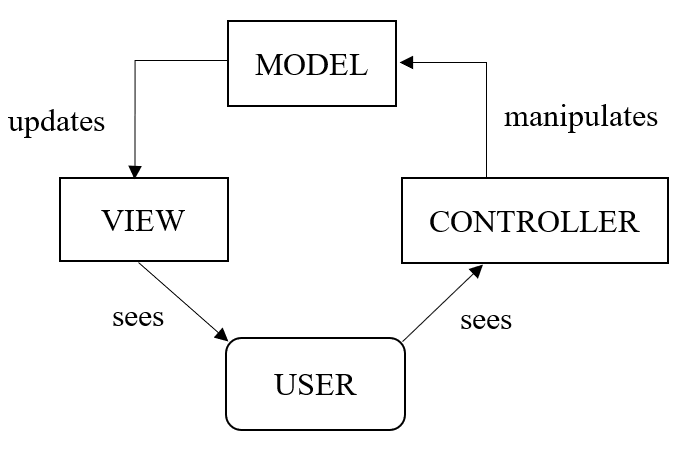 MODEL
updates
manipulates
VIEW
CONTROLLER
sees
sees
USER